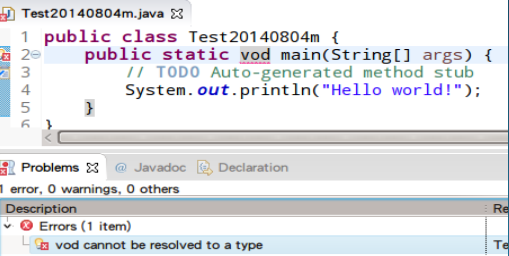 Test20140804m.java
1 public class Test20140804m {
2 public static vod main(String[] args) {
3 // TODO Auto-generated method stub
4 System.out.println("Hello world!");
5 }
6 }
Problems @ Javadoc Declaration
1 error, 0 warnings, 0 others
Description Re
Errors (1 item)
vod cannot be resolved to a type Te